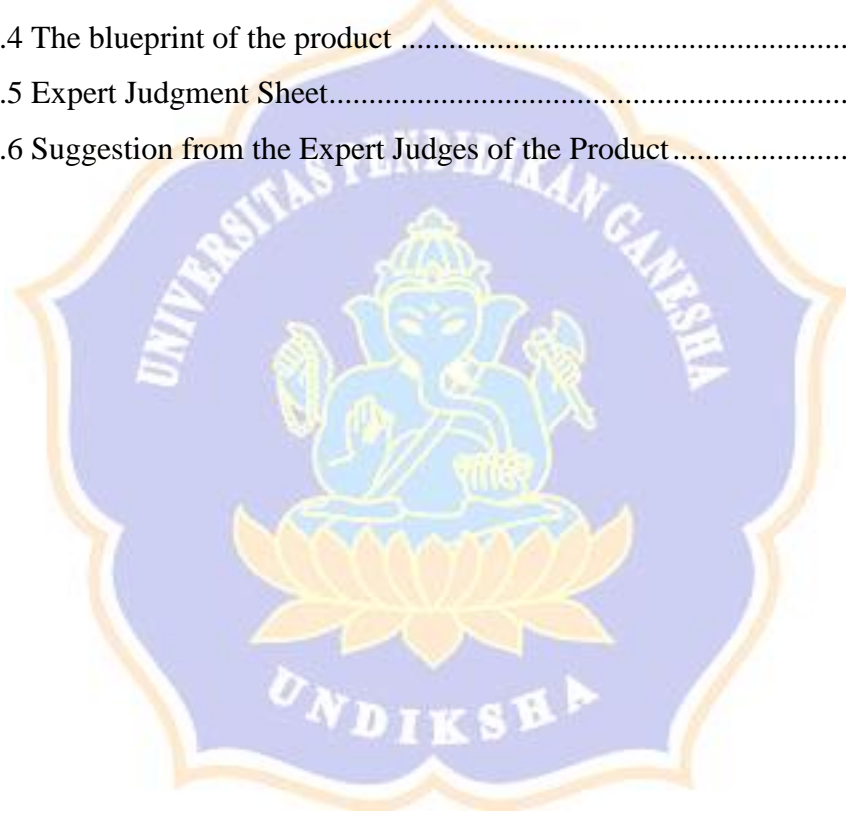 .4 The blueprint of the product ........................................................
.5 Expert Judgment Sheet.................................................................
.6 Suggestion from the Expert Judges of the Product......................
UNIVERSITAS PENDIDIKAN GANESHA
UNDIKSHA